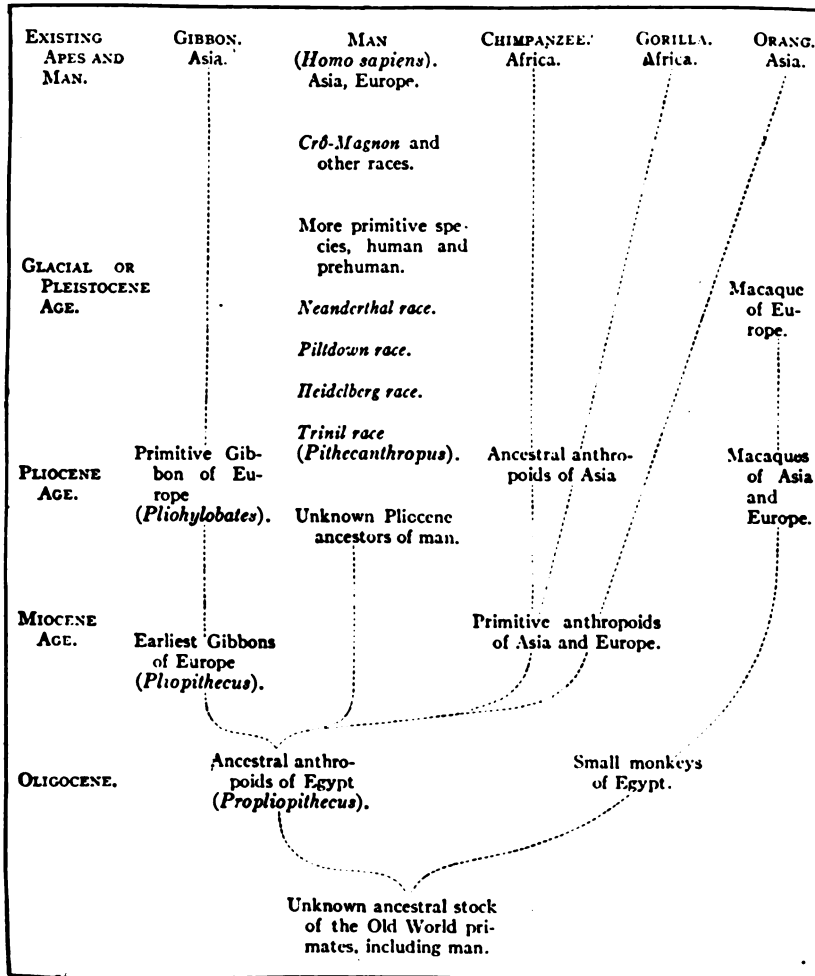 EXISTING
APES AND
MAN.
GIBBON.
Asia.
MAN
(Homo sapiens).
Asia, Europe.
CHIMPANZEE.
Africa.
GORILLA.
Africa.
ORANG.
Asia.
Crô-Magnon and
other races.
More primitive spe-
cies, human and
prehuman.
GLACIAL OR
PLEISTOCENE
AGE.
Neanderthal race.
Piltdown race.
Heidelberg race.
Trinil race
(Pithecanthropus).
Macaque
of Eu-
rope.
PLIOCENE
AGE.
Primitive Gib-
bon of Eu-
rope
(Pliohylobates).
Unknown Pliocene
ancestors of man.
Ancestral anthro-
poids of Asia
Macaques
of Asia
and
Europe.
MIOCENE
AGE.
Earliest Gibbons
of Europe
(Pliopithecus).
Primitive anthropoids
of Asia and Europe.
OLIGOCENE.
Ancestral anthro-
poids of Egypt
(Propliopithecus).
Small monkeys
of Egypt.
Unknown ancestral stock
of the Old World pri-
mates, including man.